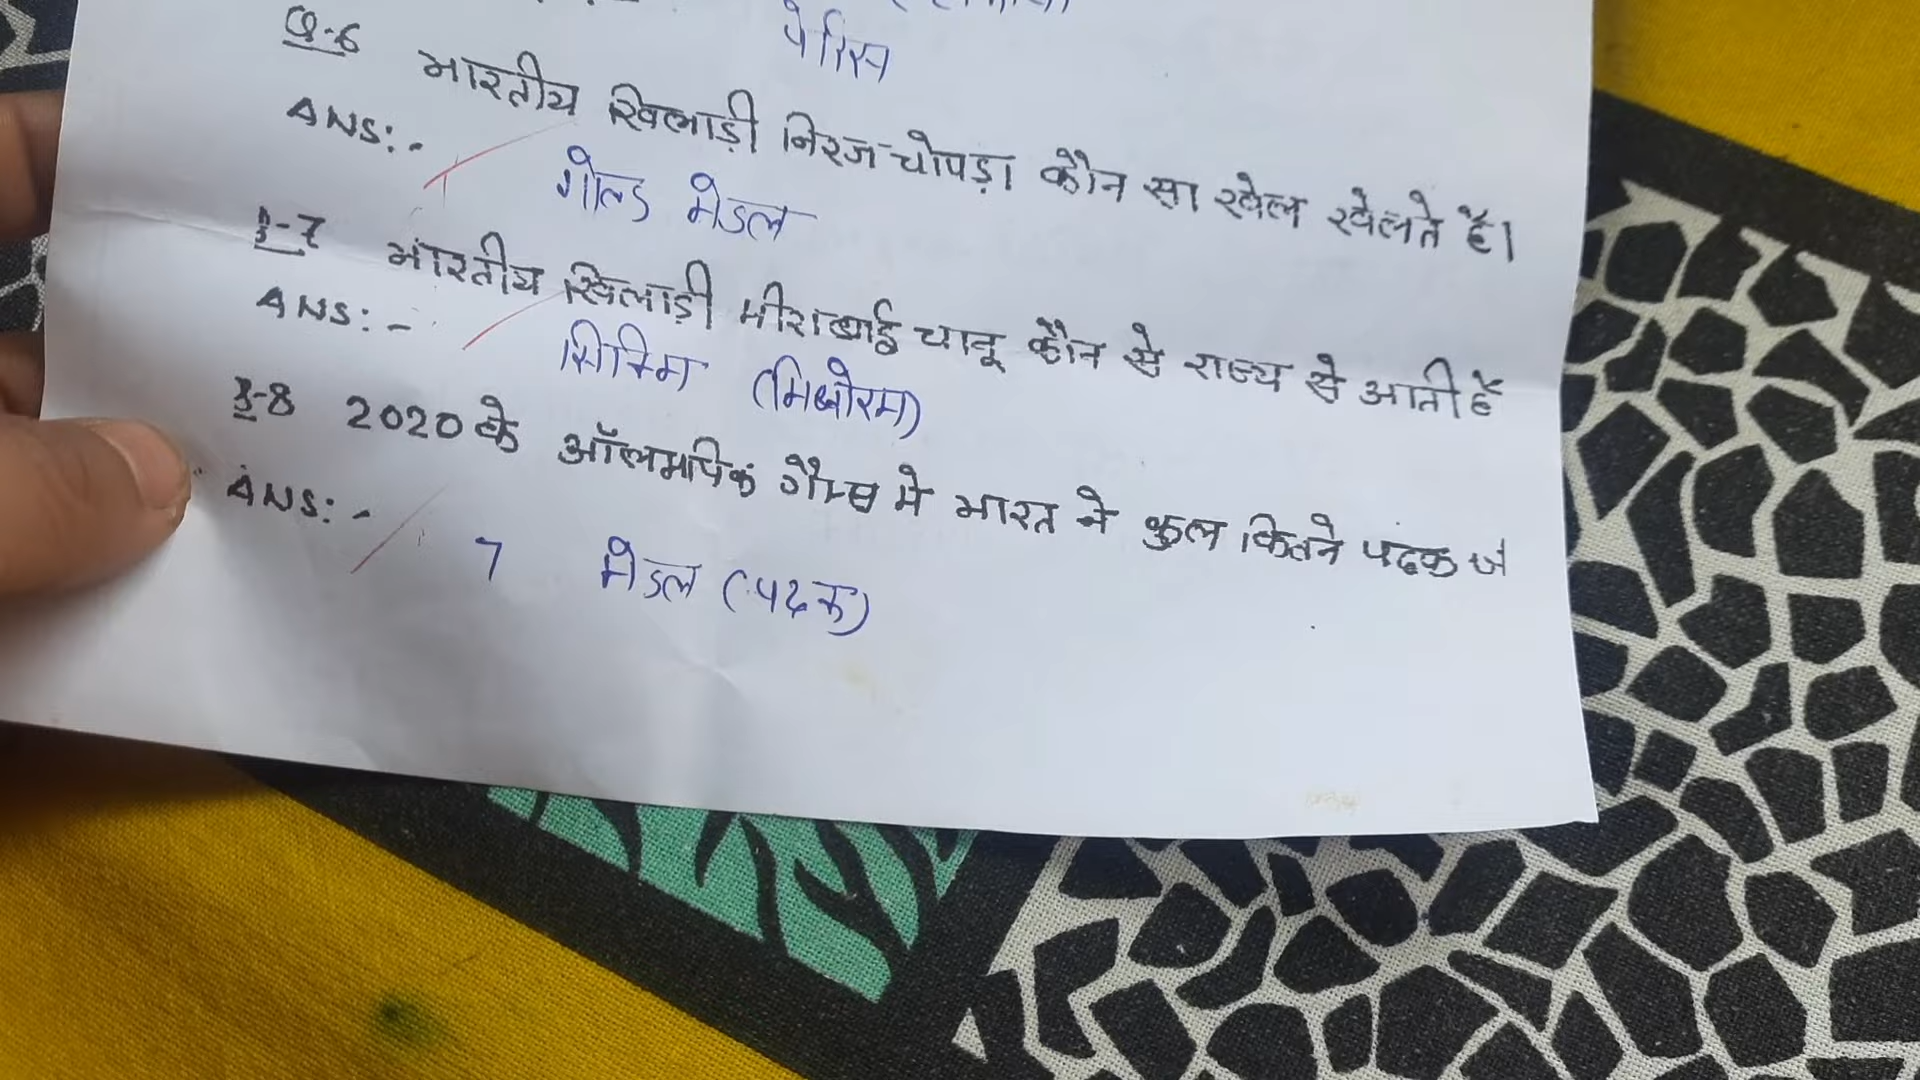 पेरिस
Q-6 भारतीय खिलाड़ी निरज चोपड़ा कौन सा खेल खेलते हैं।
ANS:- गोल्ड मेडल
-7 भारतीय खिलाड़ी मीराबाई चानू कौन से राज्य से आती हैं
ANS:- (मिजोरम)
-8 2020 के ऑलमपिक गैम्स मे भारत ने कुल कितने पदक
ANS:- 7 मेडल (पदक)